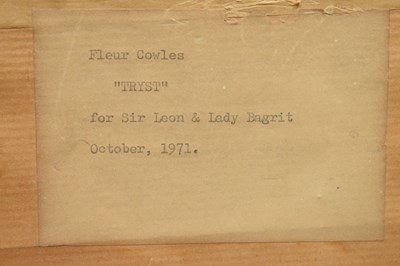 Fleur Cowles
"TRYST"
for Sir Leon & Lady Bagrit
October, 1971.